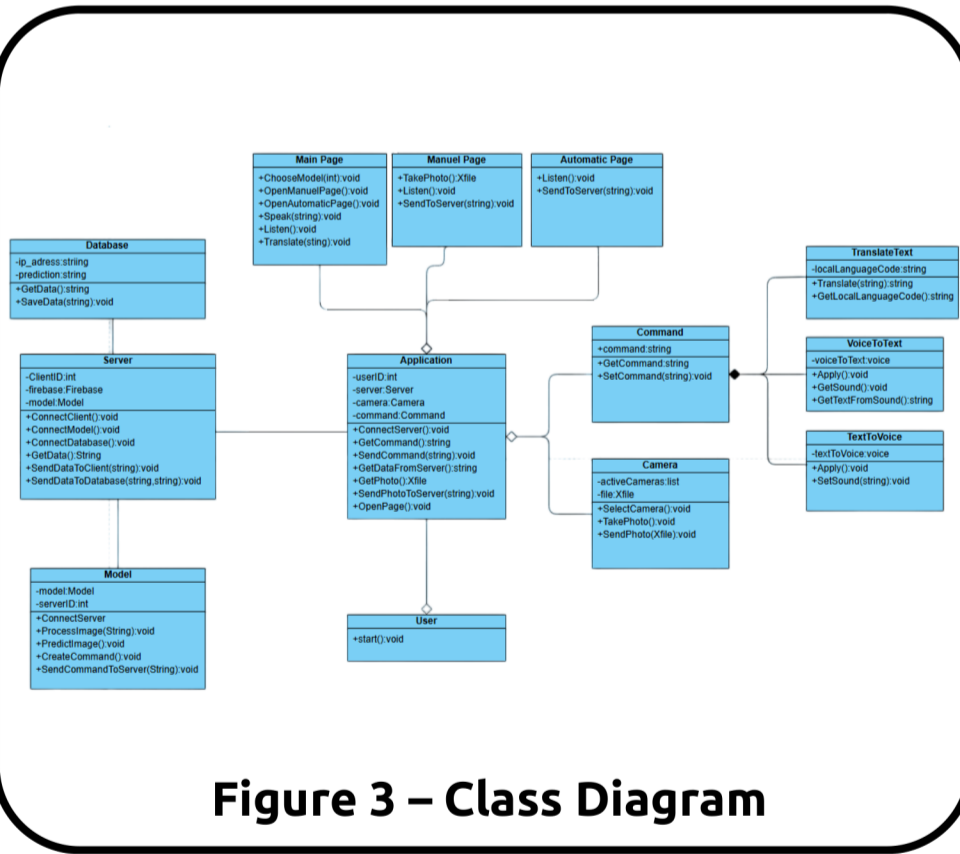 Main Page
+ChooseModel(int):void
+OpenManuelPage():void
+OpenAutomaticPage():void
+Speak(string):void
+Listen():void
+Translate(sting):void
Manuel Page
+TakePhoto():Xfile
+Listen():void
+SendToServer(string):void
Automatic Page
+Listen():void
+SendToServer(string):void
Database
-ip_adress:striing
-prediction:string
+GetData():string
+SaveData(string):void
Server
-ClientID:int
-firebase:Firebase
-model:Model
+ConnectClient():void
+ConnectModel():void
+ConnectDatabase():void
+GetData():String
+SendDataToClient(string):void
+SendDataToDatabase(string,string):void
Application
-userID:int
-server:Server
-camera:Camera
-command:Command
+ConnectServer():void
+GetCommand():string
+SendCommand(string):void
+GetDataFromServer():string
+GetPhoto():Xfile
+SendPhotoToServer(string):void
+OpenPage():void
Command
+command:string
+GetCommand:string
+SetCommand(string):void
Camera
-activeCameras:list
-file:Xfile
+SelectCamera():void
+TakePhoto():void
+SendPhoto(Xfile):void
TranslateText
-localLanguageCode:string
+Translate(string):string
+GetLocalLanguageCode():string
VoiceToText
-voiceToText:voice
+Apply():void
+GetSound():void
+GetTextFromSound():string
TextToVoice
-textToVoice:voice
+Apply():void
+SetSound(string):void
Model
-model:Model
-serverID:int
+ConnectServer
+ProcessImage(String):void
+PredictImage():void
+CreateCommand():void
+SendCommandToServer(String):void
User
+start():void
Figure 3 – Class Diagram